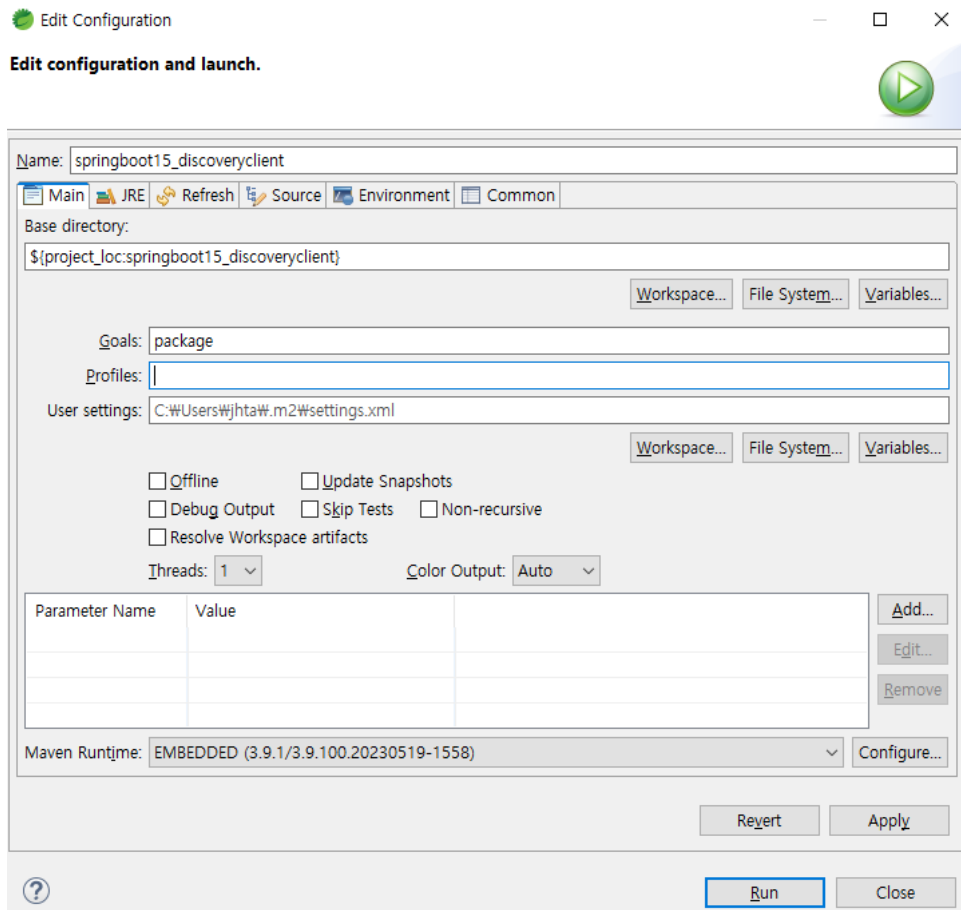 Edit Configuration
Edit configuration and launch.
Name: springboot15_discoveryclient
Main JRE Refresh Source Environment Common
Base directory:
${project_loc:springboot15_discoveryclient}
Workspace... File System... Variables...
Goals: package
Profiles:
User settings: C:₩Users₩jhta₩.m2₩settings.xml
Workspace... File System... Variables...
Offline Update Snapshots
Debug Output Skip Tests Non-recursive
Resolve Workspace artifacts
Threads: 1 Color Output: Auto
Parameter Name Value
Add...
Edit...
Remove
Maven Runtime: EMBEDDED (3.9.1/3.9.100.20230519-1558) Configure...
Revert Apply
? Run Close